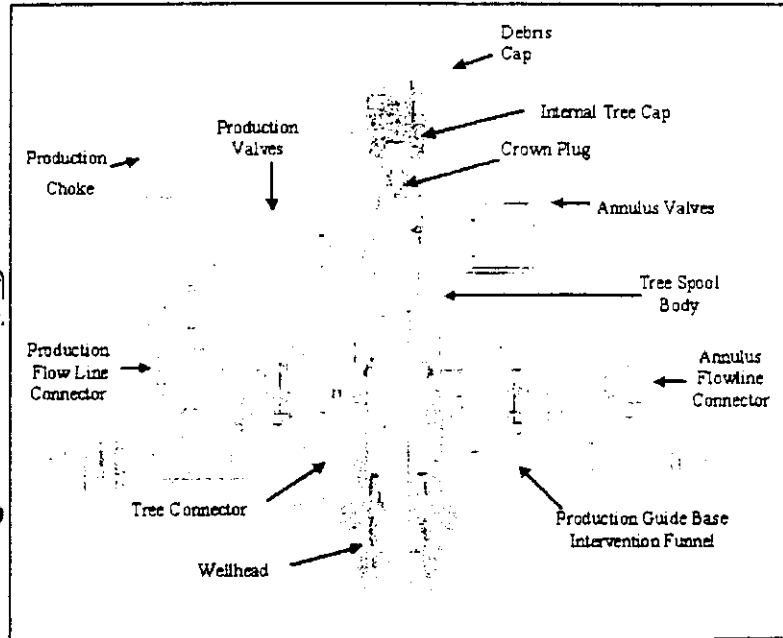 Debris
Cap
Internal Tree Cap
Production
Valves
Crown Plug
Production
Choke
Annulus Valves
Tree Spool
Body
Production
Flow Line
Connector
Annulus
Flowline
Connector
Tree Connector
Production Guide Base
Intervention Funnel
Wellhead